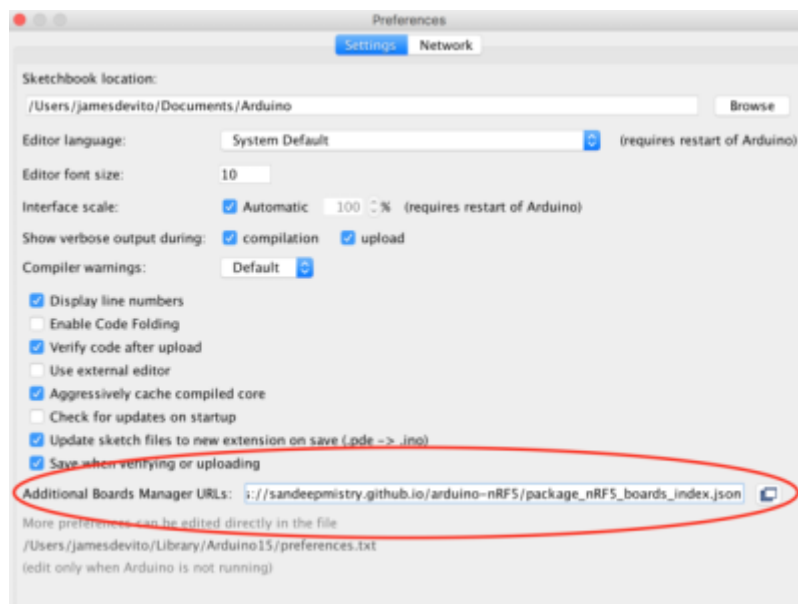 Preferences
Settings Network
Sketchbook location:
/Users/jamesdevito/Documents/Arduino Browse
Editor language: System Default (requires restart of Arduino)
Editor font size: 10
Interface scale: Automatic 100 % (requires restart of Arduino)
Show verbose output during: compilation upload
Compiler warnings: Default
Display line numbers
Enable Code Folding
Verify code after upload
Use external editor
Aggressively cache compiled core
Check for updates on startup
Update sketch files to new extension on save (.pde -> .ino)
Save when verifying or uploading
Additional Boards Manager URLs: s://sandeepmistry.github.io/arduino-nRF5/package_nRF5_boards_index.json
More preferences can be edited directly in the file
/Users/jamesdevito/Library/Arduino15/preferences.txt
(edit only when Arduino is not running)